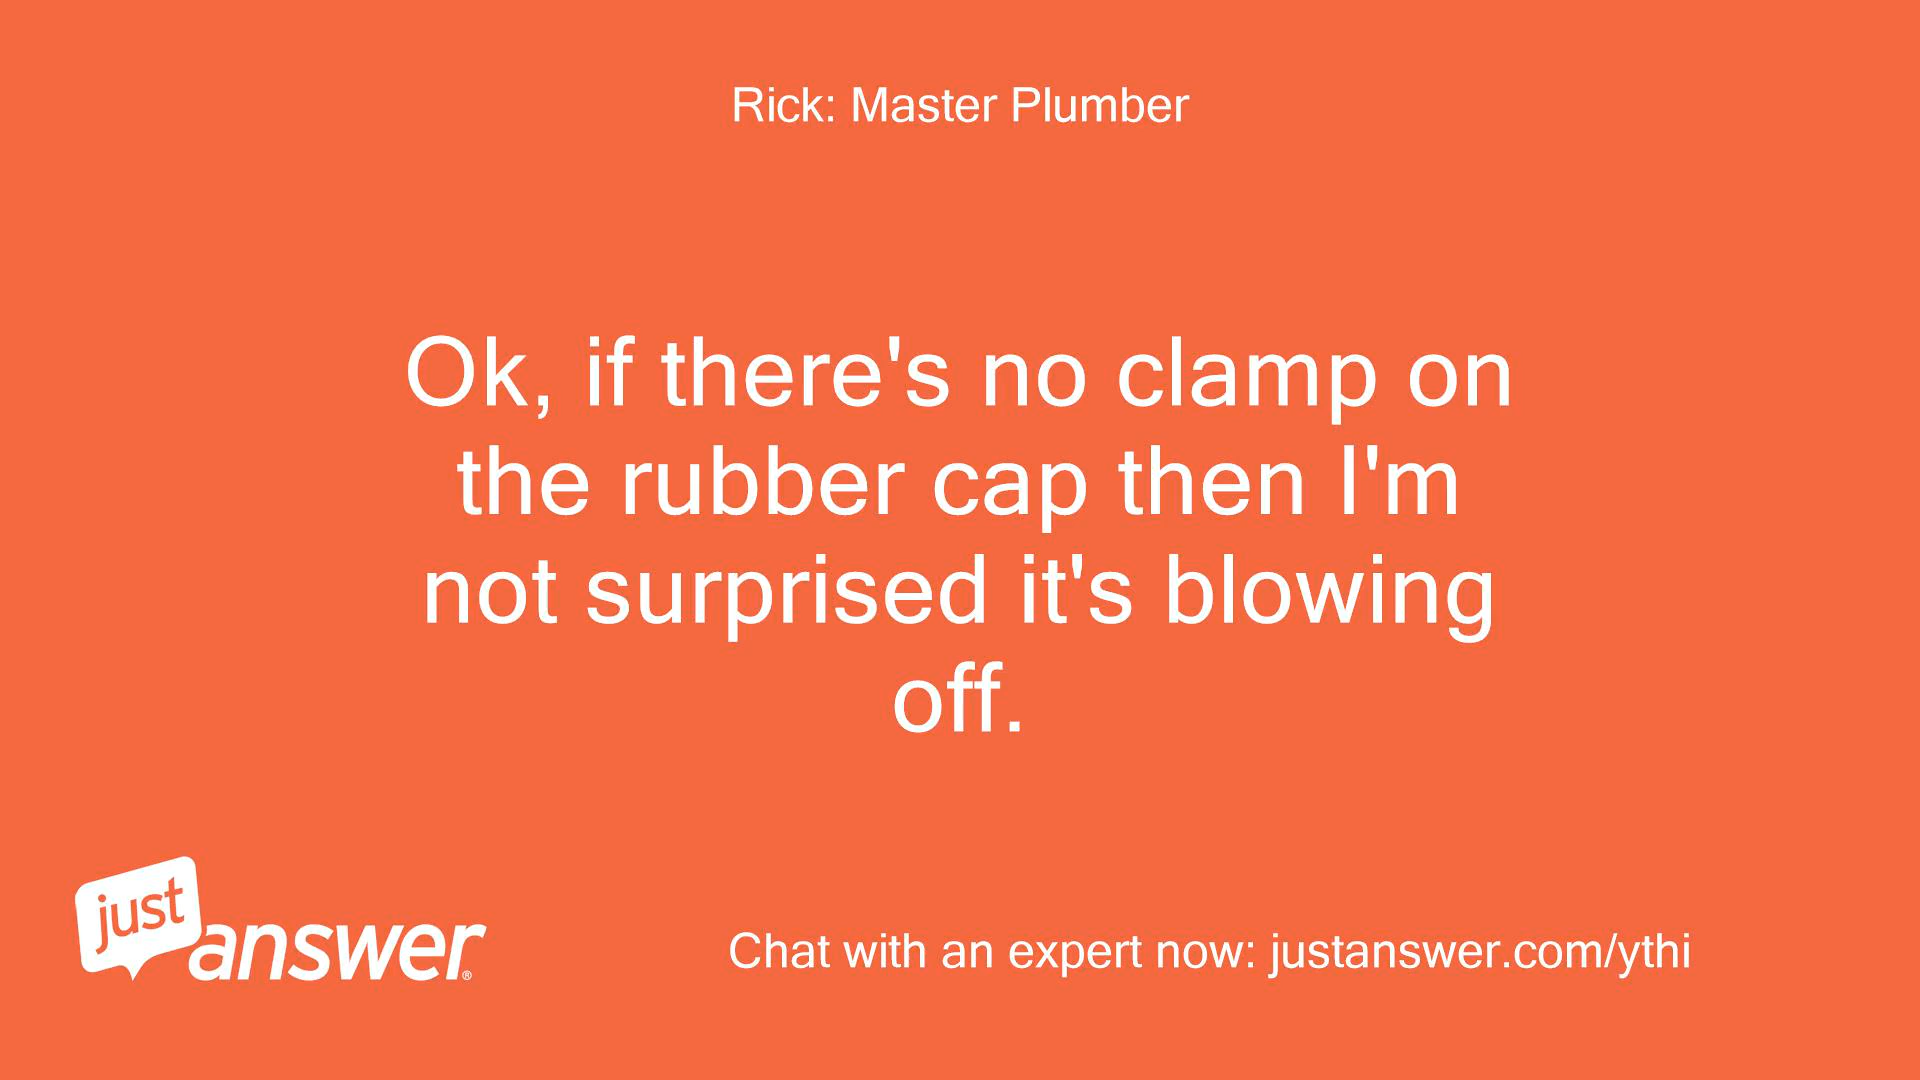 Rick: Master Plumber
Ok, if there's no clamp on
the rubber cap then I'm
not surprised it's blowing
off.
just
answer®
Chat with an expert now: justanswer.com/ythi